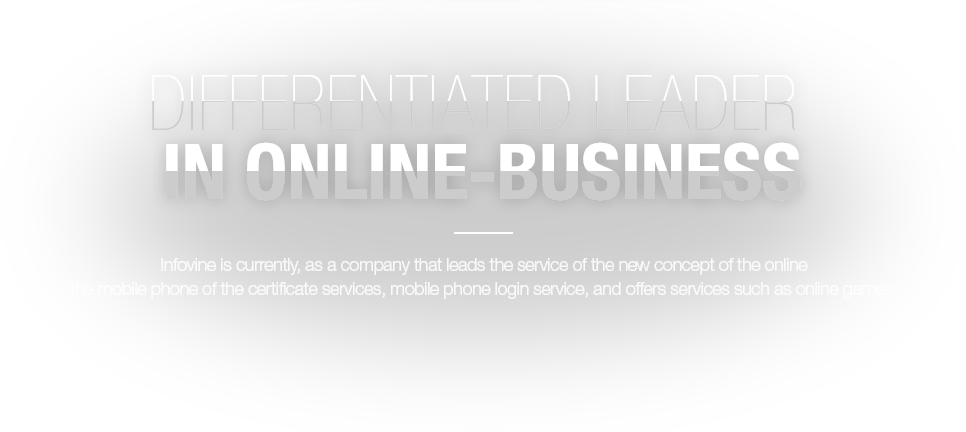 DIFFERENTIATED LEADER
IN ONLINE-BUSINESS
Infovine is currently, as a company that leads the service of the new concept of the online
the mobile phone of the certificate services, mobile phone login service, and offers services such as online game